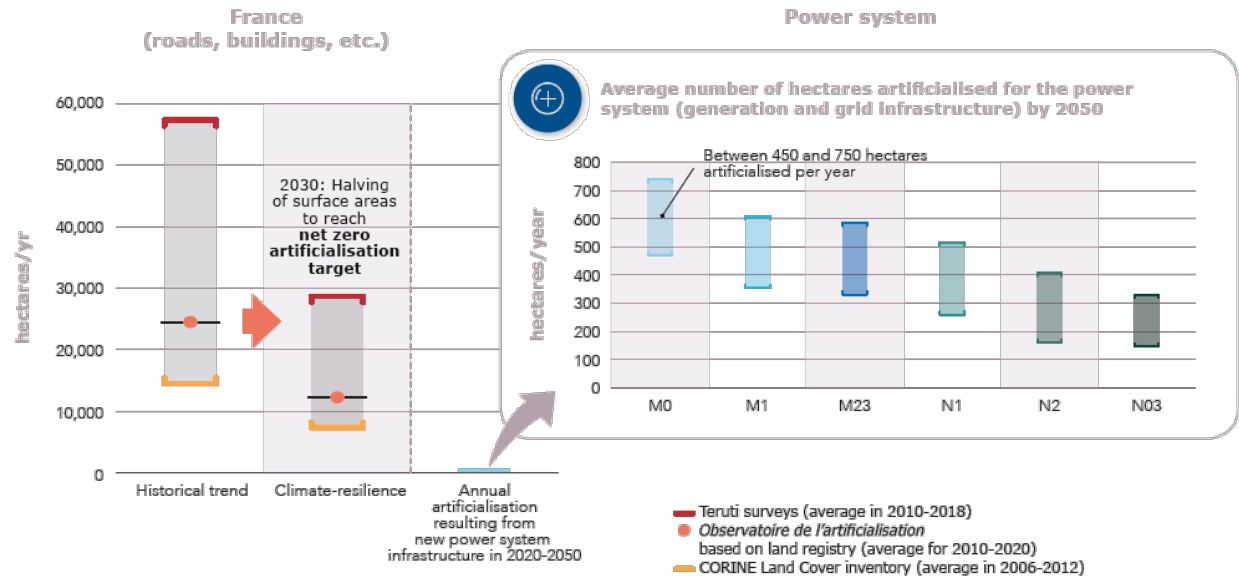 France
(roads, buildings, etc.)
Power system
Average number of hectares artificialised for the power
system (generation and grid infrastructure) by 2050
hectares/yr
60,000
50,000
40,000
30,000
20,000
10,000
0
2030: Halving
of surface areas
to reach
net zero
artificialisation
target
Historical trend
Climate-resilience
Annual
artificialisation
resulting from
new power system
infrastructure in 2020-2050
hectares/year
800
700
600
500
400
300
200
100
0
Between 450 and 750 hectares
artificialised per year
M0
M1
M23
N1
N2
N03
Teruti surveys (average in 2010-2018)
Observatoire de l'artificialisation
based on land registry (average for 2010-2020)
CORINE Land Cover inventory (average in 2006-2012)